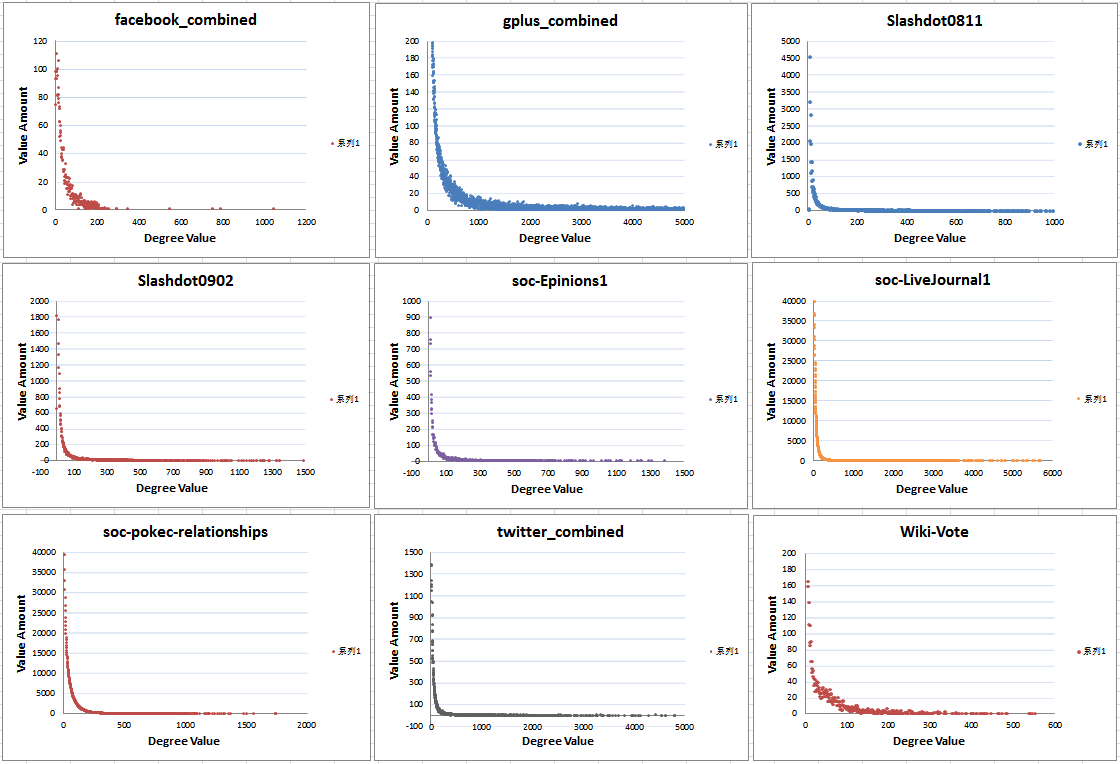 facebook_combined
120
100
80
60
40
20
0
Value Amount
0 200 400 600 800 1000 1200
Degree Value
系列1
gplus_combined
200
180
160
140
120
100
80
60
40
20
0
Value Amount
0 1000 2000 3000 4000 5000
Degree Value
系列1
Slashdot0811
5000
4500
4000
3500
3000
2500
2000
1500
1000
500
0
Value Amount
0 200 400 600 800 1000
Degree Value
系列1
Slashdot0902
2000
1800
1600
1400
1200
1000
800
600
400
200
0
Value Amount
-100 100 300 500 700 900 1100 1300 1500
Degree Value
系列1
soc-Epinions1
1000
900
800
700
600
500
400
300
200
100
0
Value Amount
-100 100 300 500 700 900 1100 1300 1500
Degree Value
系列1
soc-LiveJournal1
40000
35000
30000
25000
20000
15000
10000
5000
0
Value Amount
0 1000 2000 3000 4000 5000 6000
Degree Value
系列1
soc-pokec-relationships
40000
35000
30000
25000
20000
15000
10000
5000
0
Value Amount
0 500 1000 1500 2000
Degree Value
系列1
twitter_combined
1500
1300
1100
900
700
500
300
100
-100
Value Amount
0 1000 2000 3000 4000 5000
Degree Value
系列1
Wiki-Vote
200
180
160
140
120
100
80
60
40
20
0
Value Amount
0 100 200 300 400 500 600
Degree Value
系列1